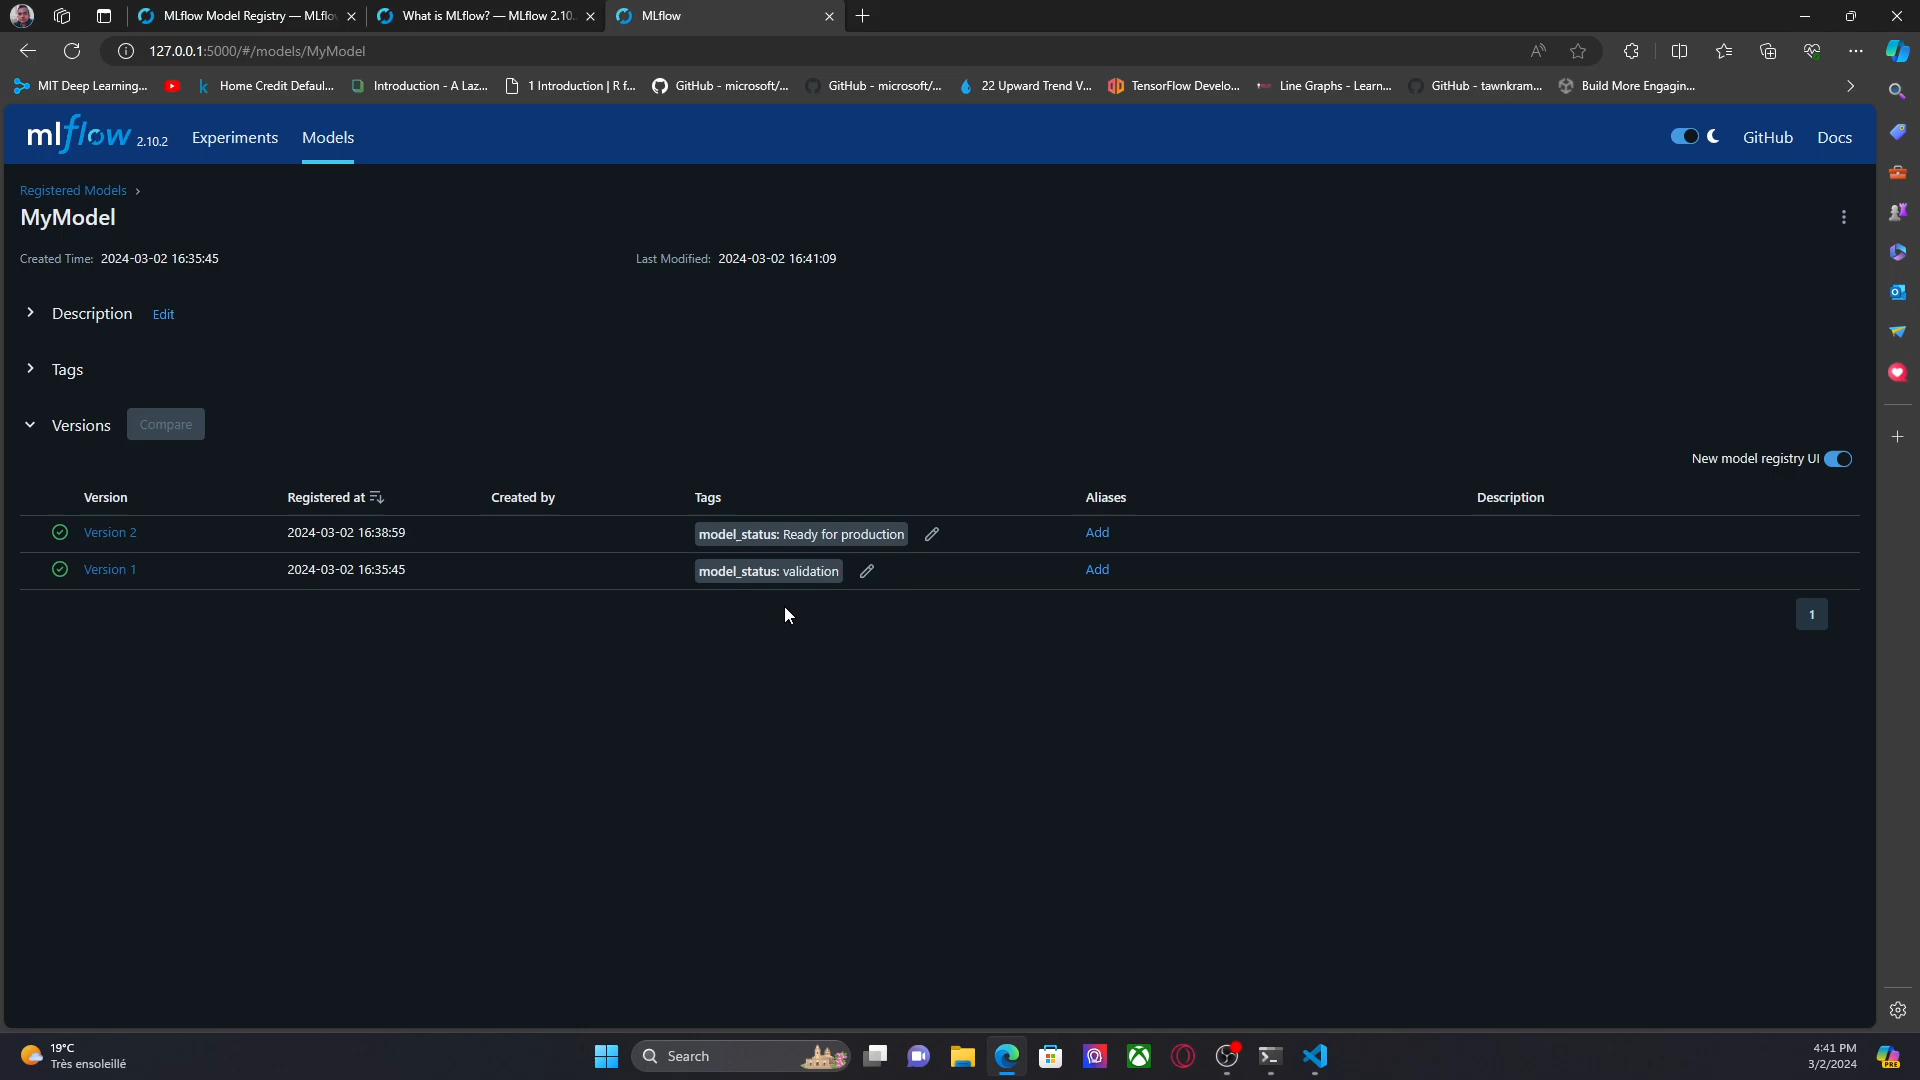 MLflow Model Registry — MLflo
What is MLflow? — MLflow 2.10.
MLflow
127.0.0.1:5000/#/models/MyModel
MIT Deep Learning...
Home Credit Defaul...
Introduction - A Laz...
1 Introduction | R f...
GitHub - microsoft/...
GitHub - microsoft/...
22 Upward Trend V...
TensorFlow Develo...
Line Graphs - Learn...
GitHub - tawnkram...
Build More Engagin...
mlflow 2.10.2
Experiments
Models
GitHub
Docs
Registered Models
MyModel
Created Time: 2024-03-02 16:35:45
Last Modified: 2024-03-02 16:41:09
Description Edit
Tags
Versions Compare
New model registry UI
Version Registered at Created by Tags Aliases Description
Version 2 2024-03-02 16:38:59 model_status: Ready for production Add
Version 1 2024-03-02 16:35:45 model_status: validation Add
1
19°C
Très ensoleillé
Search
4:41 PM
3/2/2024
PRE